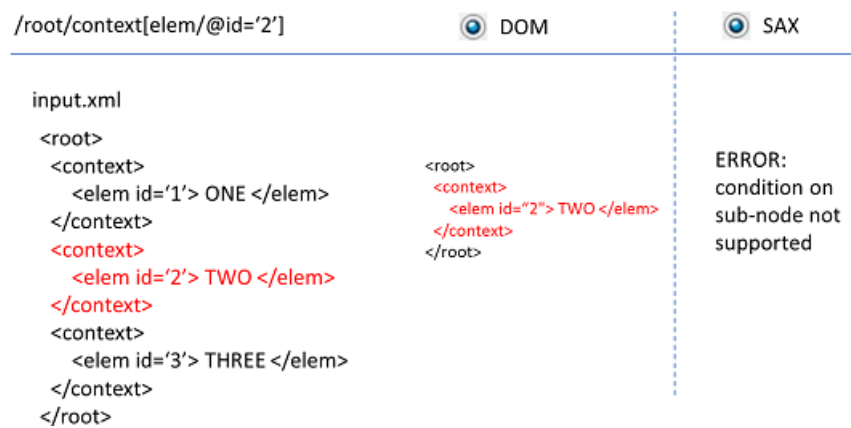 /root/context[elem/@id=‘2’]
DOM
SAX
input.xml
<root>
<context>
<elem id=‘1’> ONE </elem>
</context>
<context>
<elem id=‘2’> TWO </elem>
</context>
<context>
<elem id=‘3’> THREE </elem>
</context>
</root>
<root>
<context>
<elem id=“2"> TWO </elem>
</context>
</root>
ERROR:
condition on
sub-node not
supported